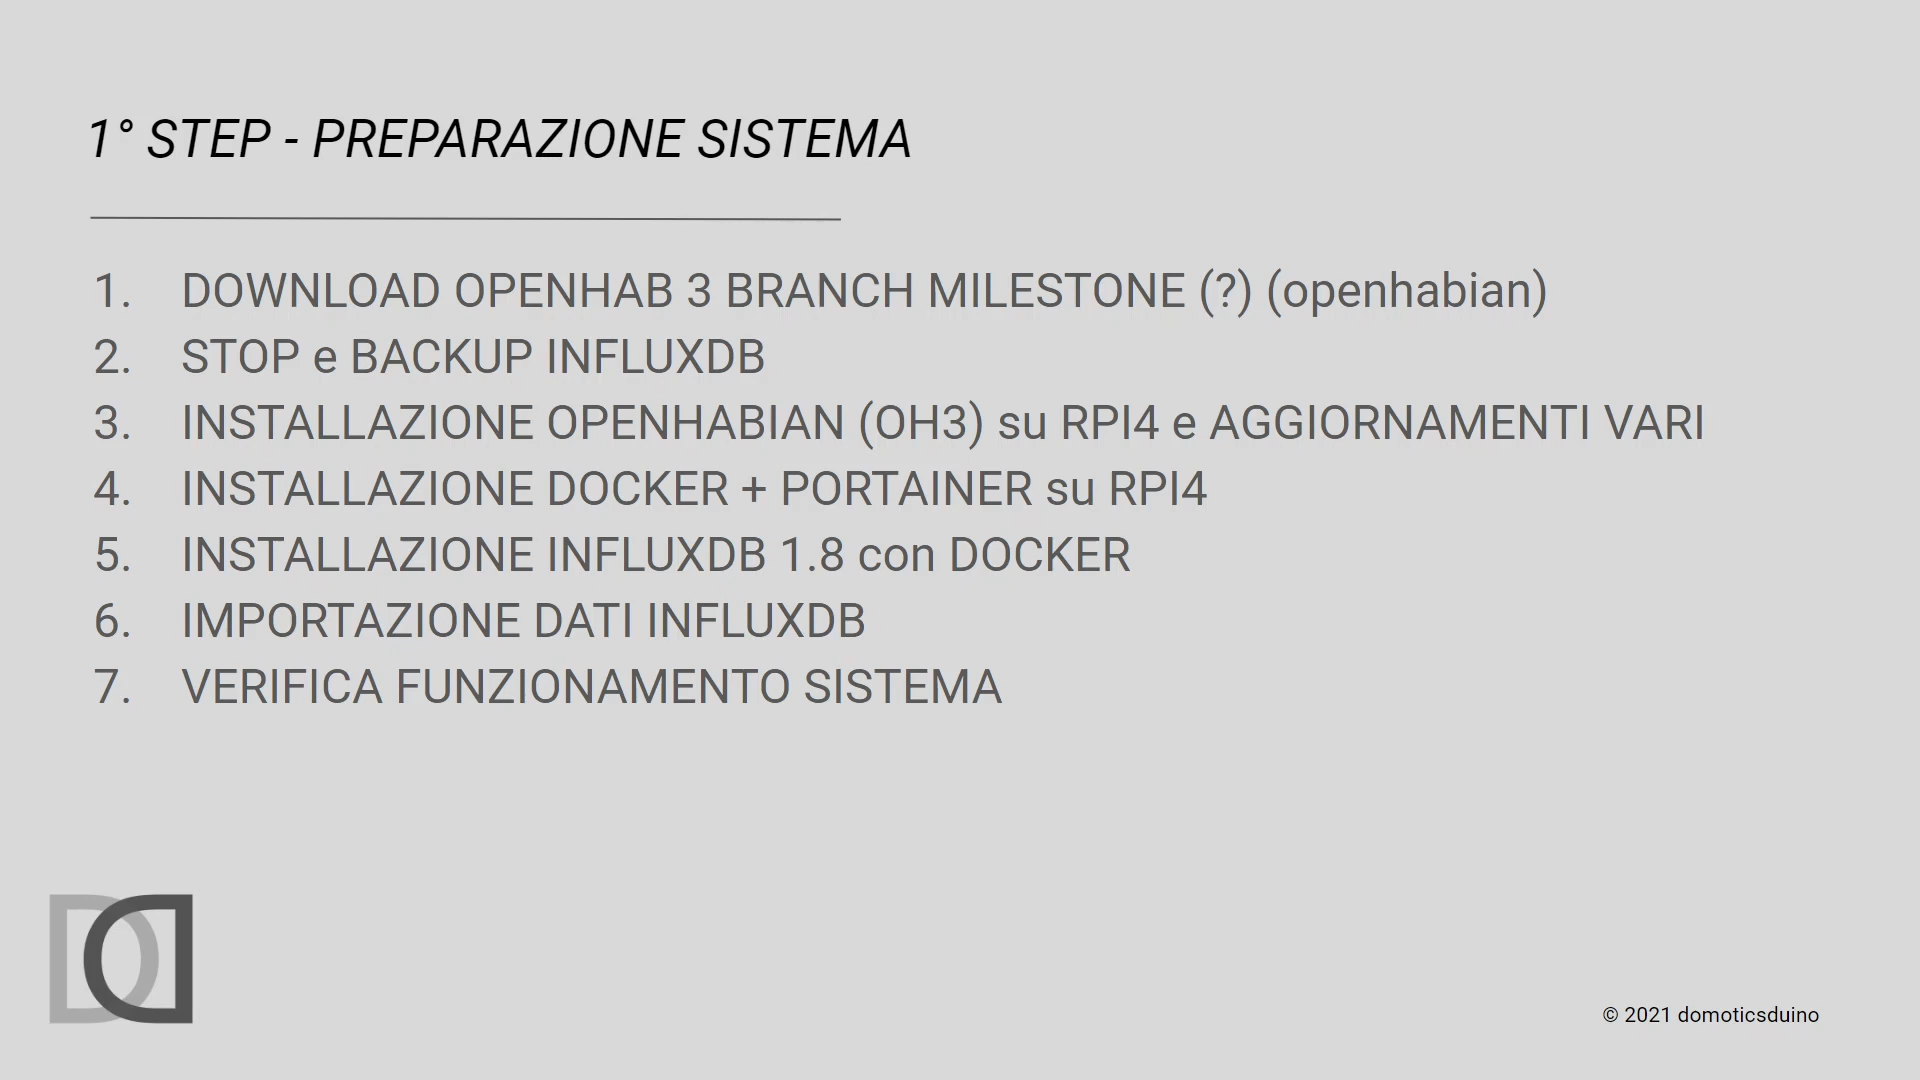 1° STEP - PREPARAZIONE SISTEMA
1. DOWNLOAD OPENHAB 3 BRANCH MILESTONE (?) (openhabian)
2. STOP e BACKUP INFLUXDB
3. INSTALLAZIONE OPENHABIAN (OH3) su RPI4 e AGGIORNAMENTI VARI
4. INSTALLAZIONE DOCKER + PORTAINER su RPI4
5. INSTALLAZIONE INFLUXDB 1.8 con DOCKER
6. IMPORTAZIONE DATI INFLUXDB
7. VERIFICA FUNZIONAMENTO SISTEMA
© 2021 domoticsduino